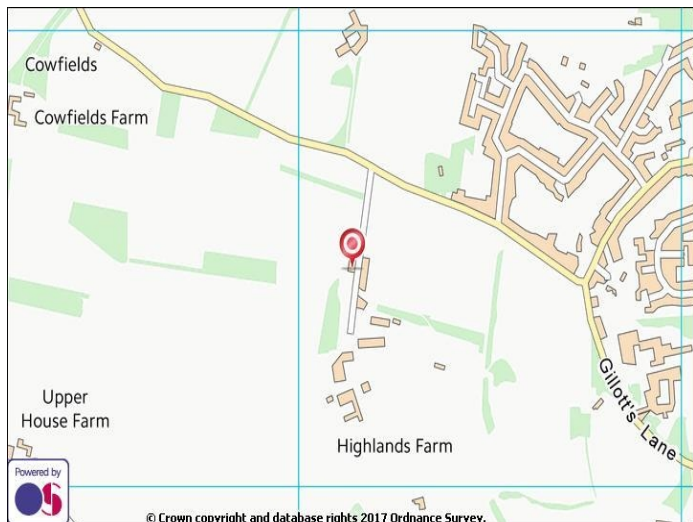 Cowfields
Cowfields Farm
Upper
House Farm
Highlands Farm
Gillott's Lane
Powered by
OS
© Crown copyright and database rights 2017 Ordnance Survey.